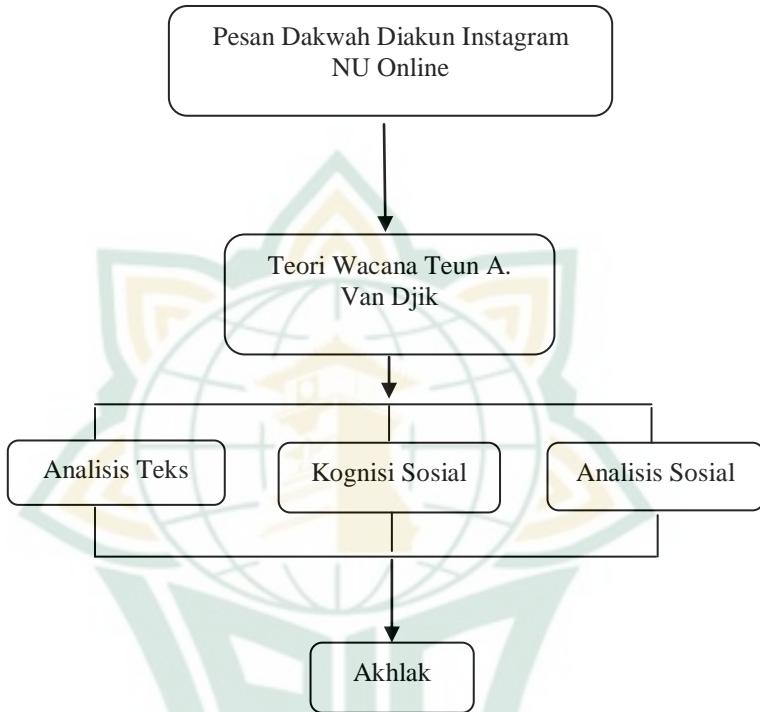 Pesan Dakwah Diakun Instagram
NU Online
Teori Wacana Teun A.
Van Djik
Analisis Teks
Kognisi Sosial
Analisis Sosial
Akhlak